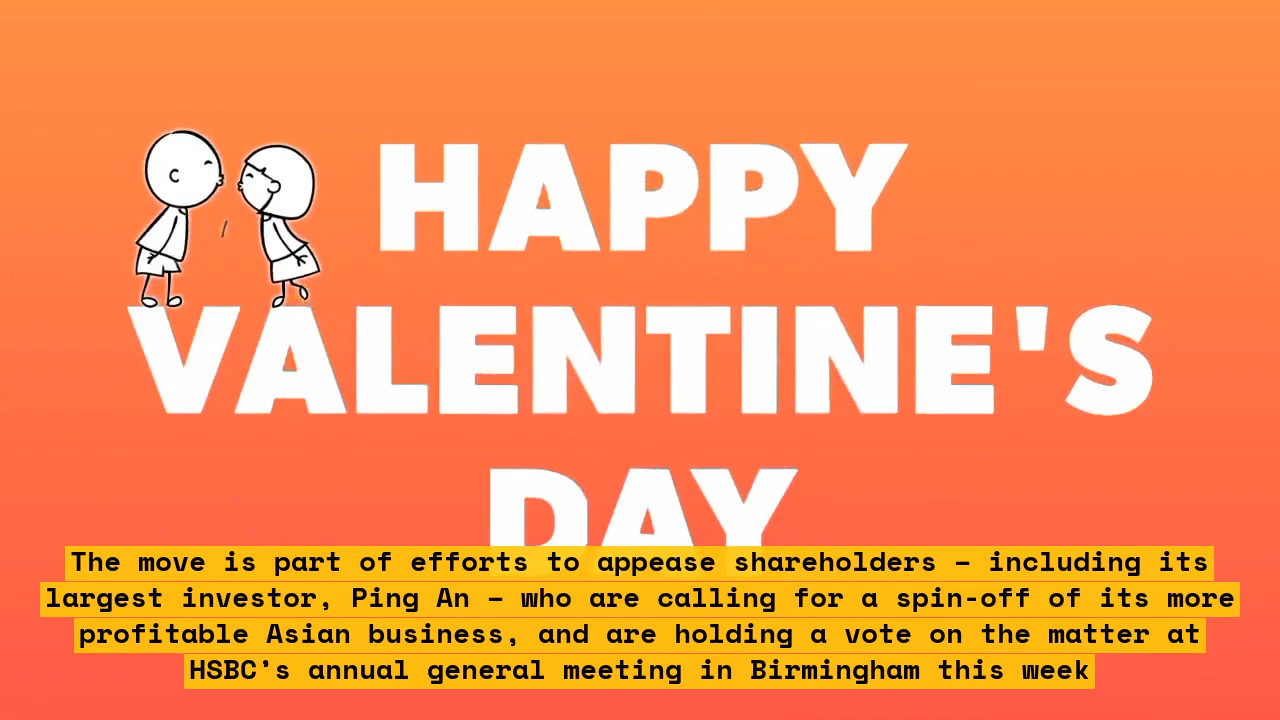 HAPPY
VALENTINE'S
DAY
The move is part of efforts to appease shareholders – including its
largest investor, Ping An – who are calling for a spin-off of its more
profitable Asian business, and are holding a vote on the matter at
HSBC’s annual general meeting in Birmingham this week